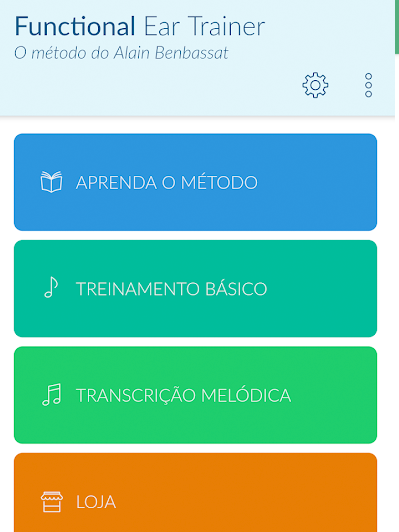 Functional Ear Trainer
O método do Alain Benbassat
APRENDA O MÉTODO
TREINAMENTO BÁSICO
TRANSCRIÇÃO MELÓDICA
LOJA